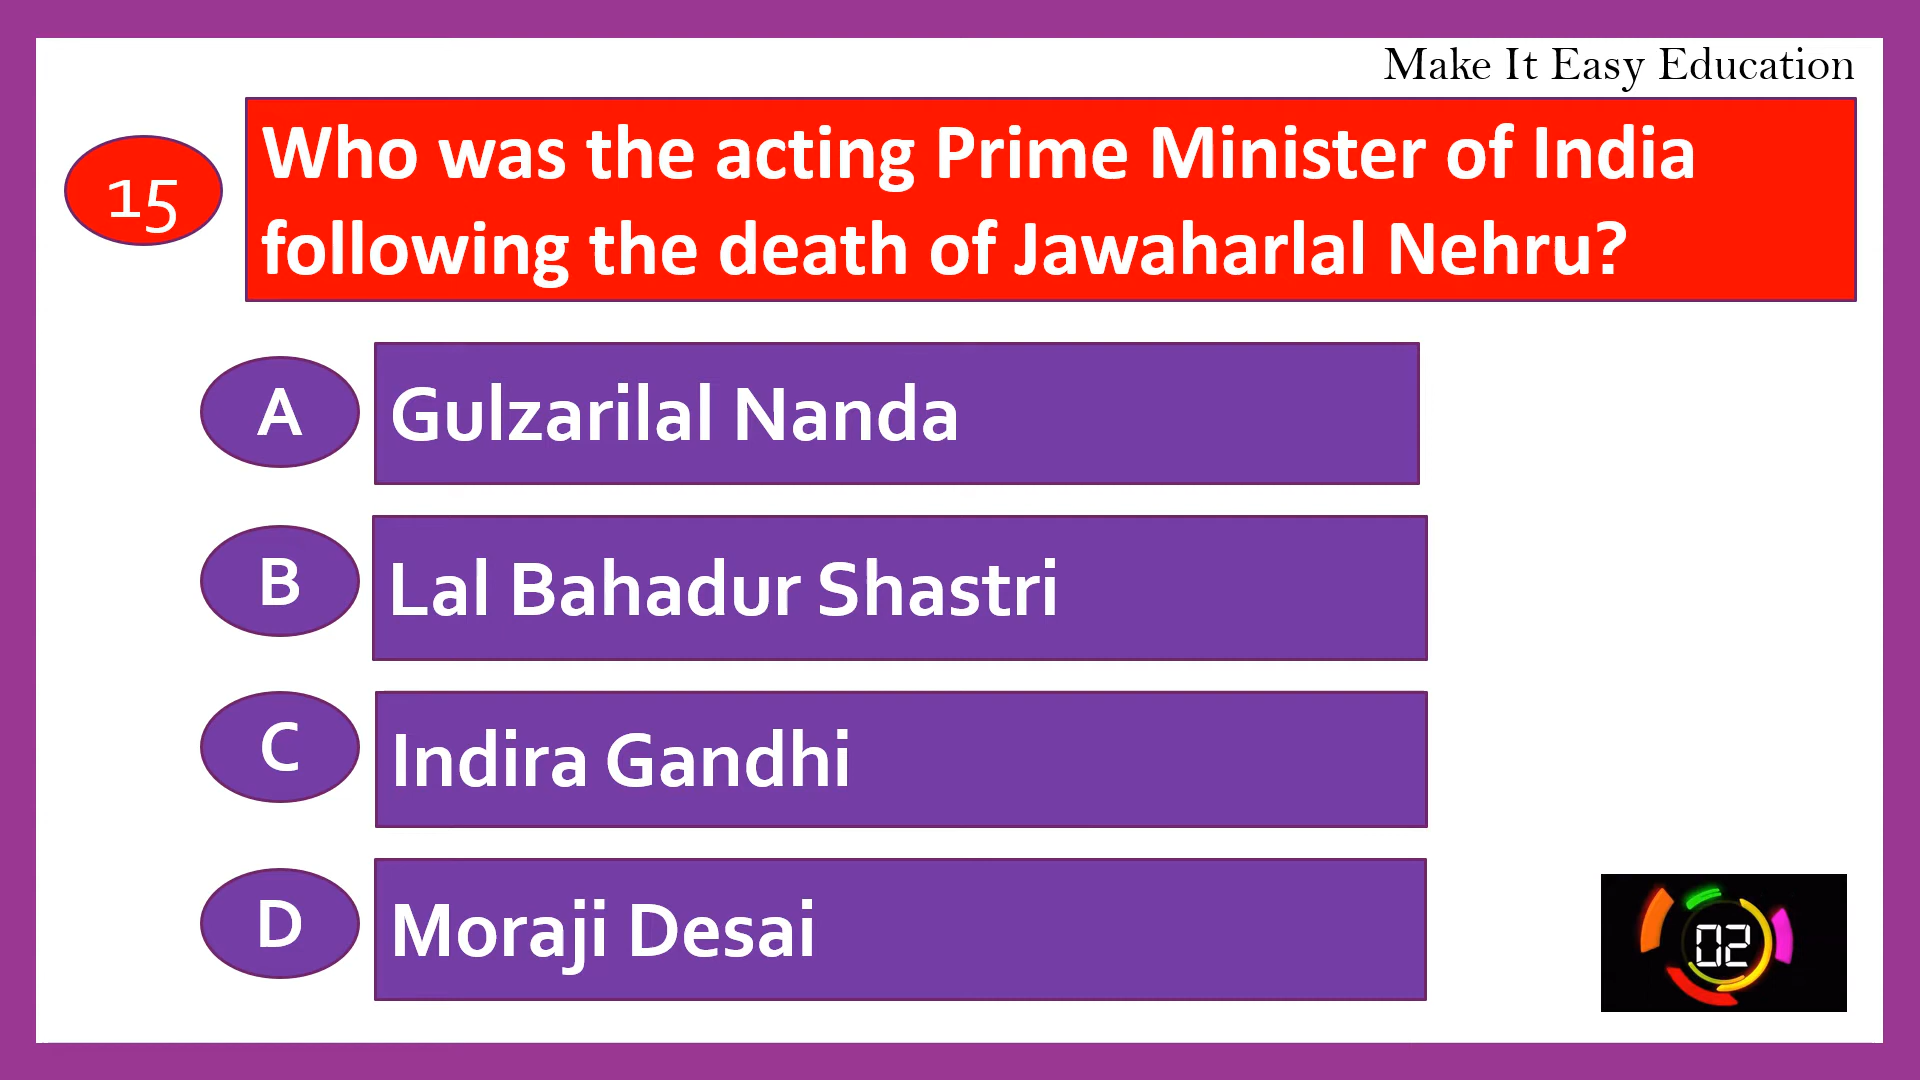 Make It Easy Education
15
Who was the acting Prime Minister of India
following the death of Jawaharlal Nehru?
A
Gulzarilal Nanda
B
Lal Bahadur Shastri
C
Indira Gandhi
D
Moraji Desai
02